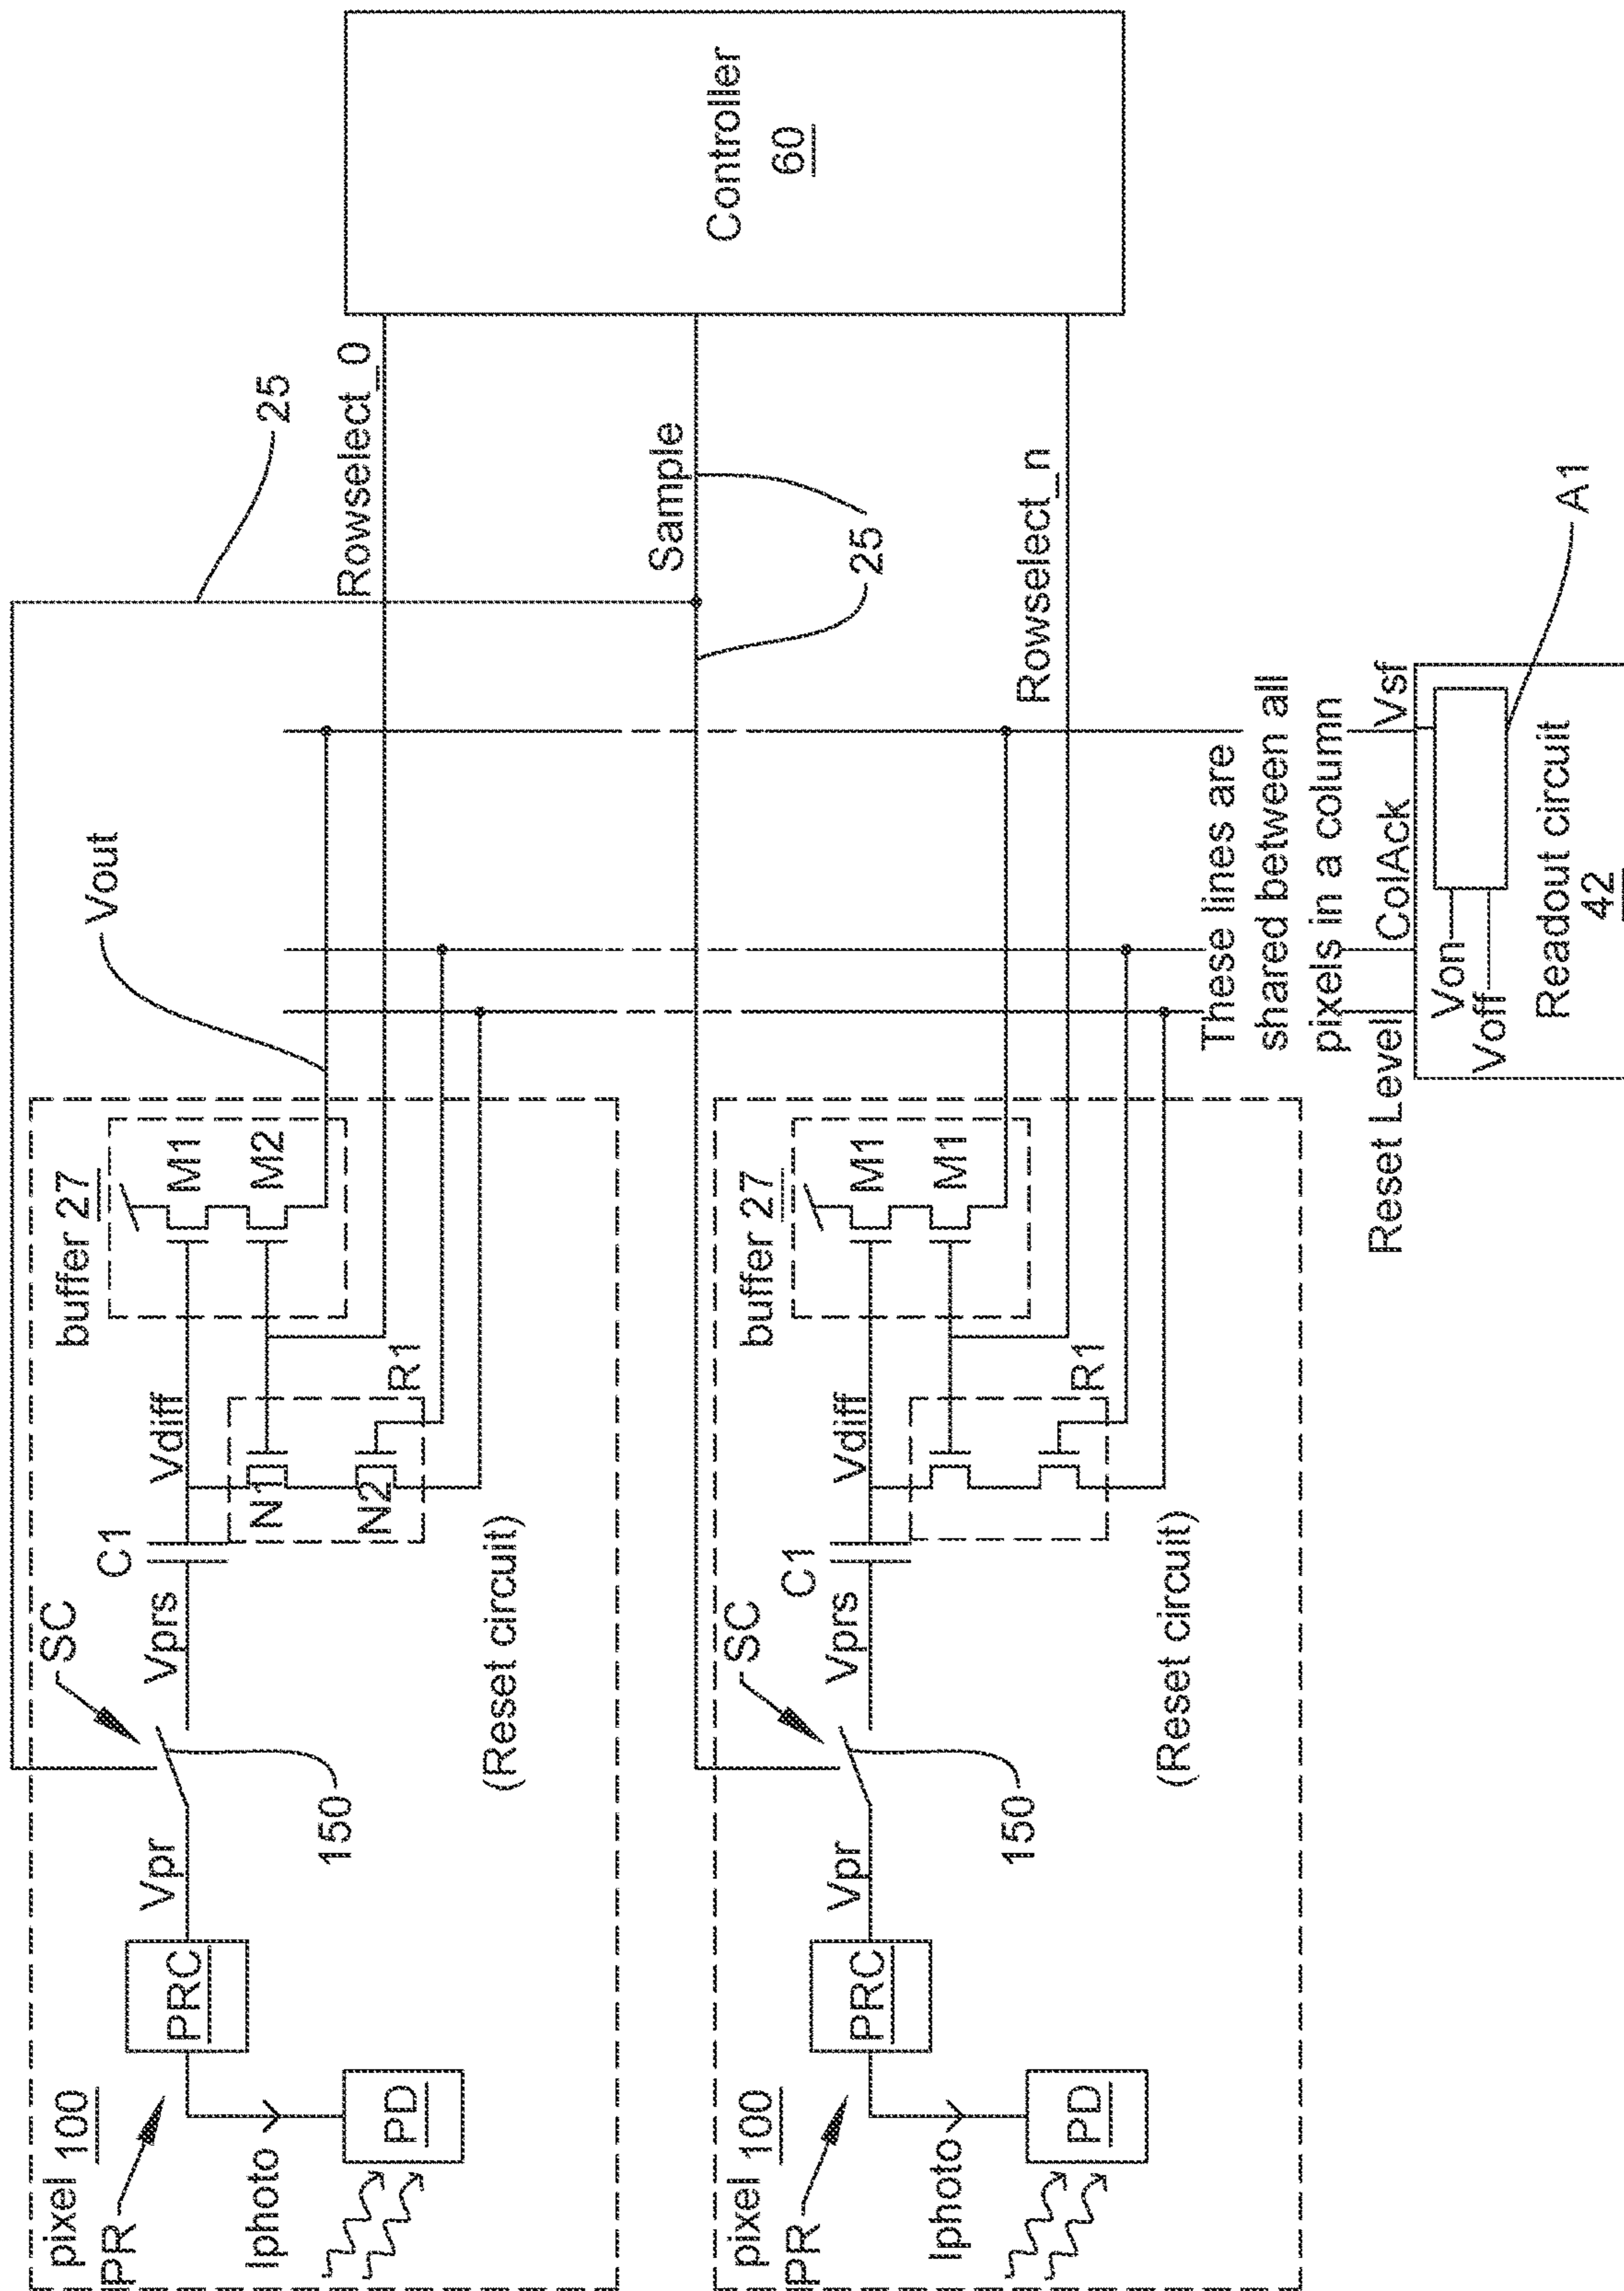 pixel 100
PR
Iphoto
PD
PRC
Vpr
150
SC
Vprs
C1
Vdiff
N1
N2
R1
(Reset circuit)
buffer 27
M1
M2
Vout
25
Rowselect_0
Sample
25
Rowselect_n
Controller
60
pixel 100
PR
Iphoto
PD
PRC
Vpr
150
SC
Vprs
C1
Vdiff
R1
(Reset circuit)
buffer 27
M1
M1
These lines are
shared between all
pixels in a column
Reset Level
ColAck
Vsf
Von
Voff
Readout circuit
42
A1